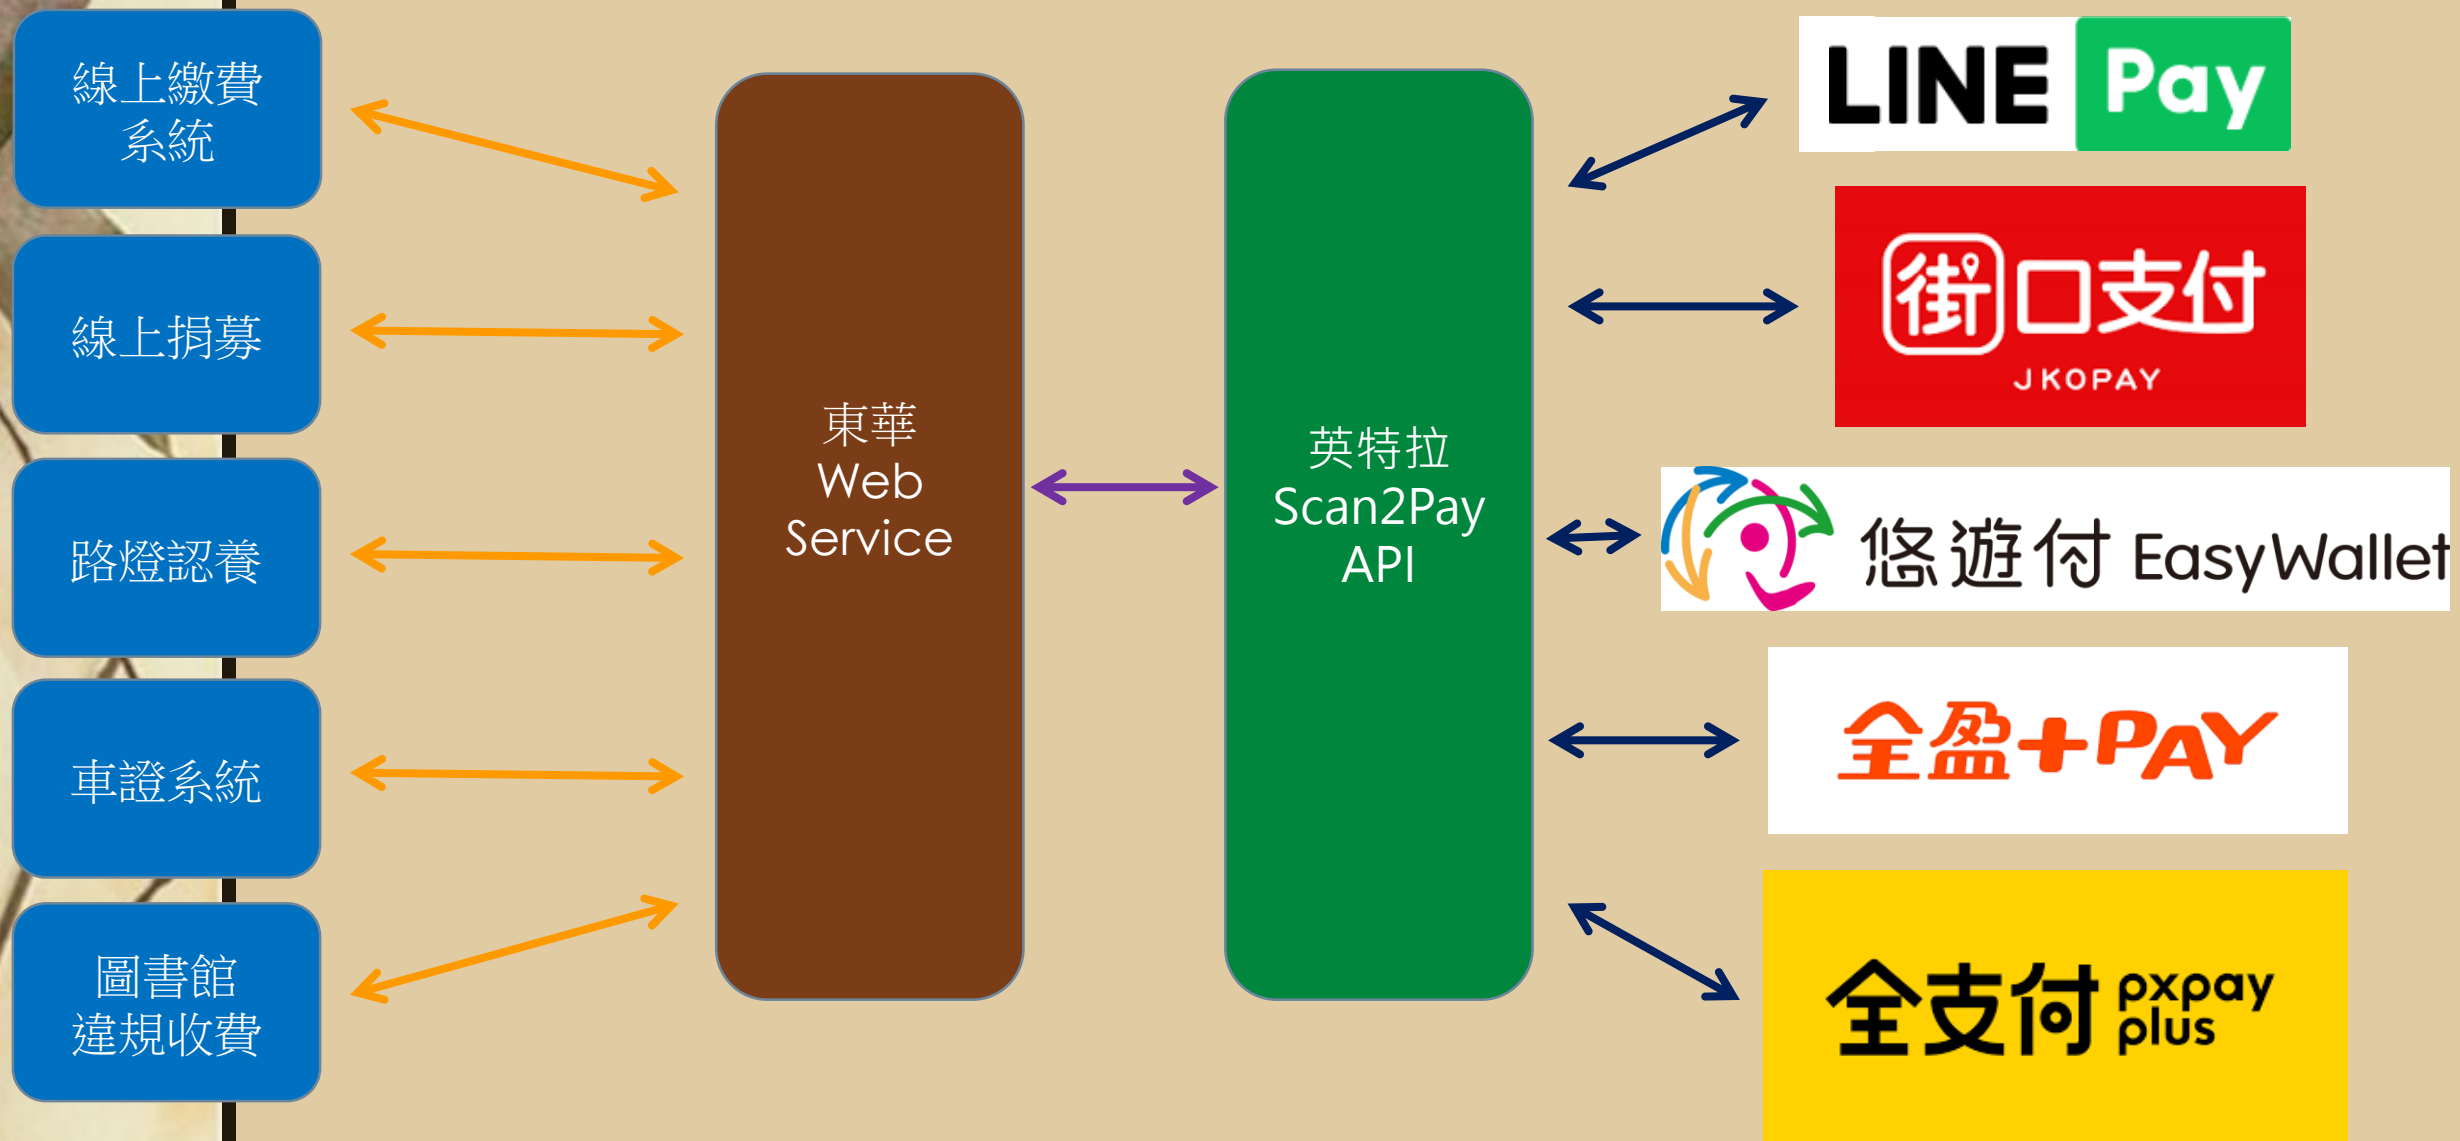 線上繳費
系統
線上捐募
路燈認養
車證系統
圖書館
違規收費
東華
Web
Service
英特拉
Scan2Pay
API
LINE Pay
街口支付
JKOPAY
悠遊付 EasyWallet
全盈+PAY
全支付 pxpay
plus